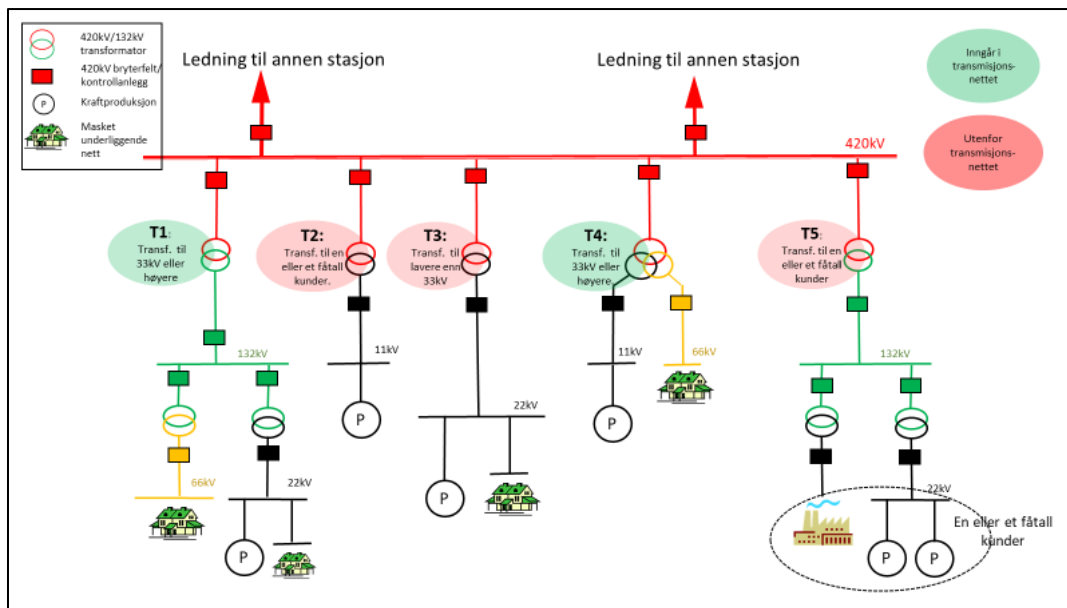 420kV/132kV
transformator
420kV bryterfelt/
kontrollanlegg
P
Kraftproduksjon
Masket
underliggende
nett
Ledning til annen stasjon
Ledning til annen stasjon
Inngår i
transmisjons-
nettet
Utenfor
transmisjons-
nettet
420kV
T1:
Transf. til
33kV eller
høyere
T2:
Transf. til en
eller et fåtall
kunder.
T3:
Transf. til
lavere enn
33kV
T4:
Transf. til
33kV eller
høyere.
T5:
Transf. til en
eller et fåtall
kunder
132kV
11kV
11kV
66kV
132kV
P
P
22kV
66kV
22kV
P
P
22kV
P
P
En eller et fåtall
kunder